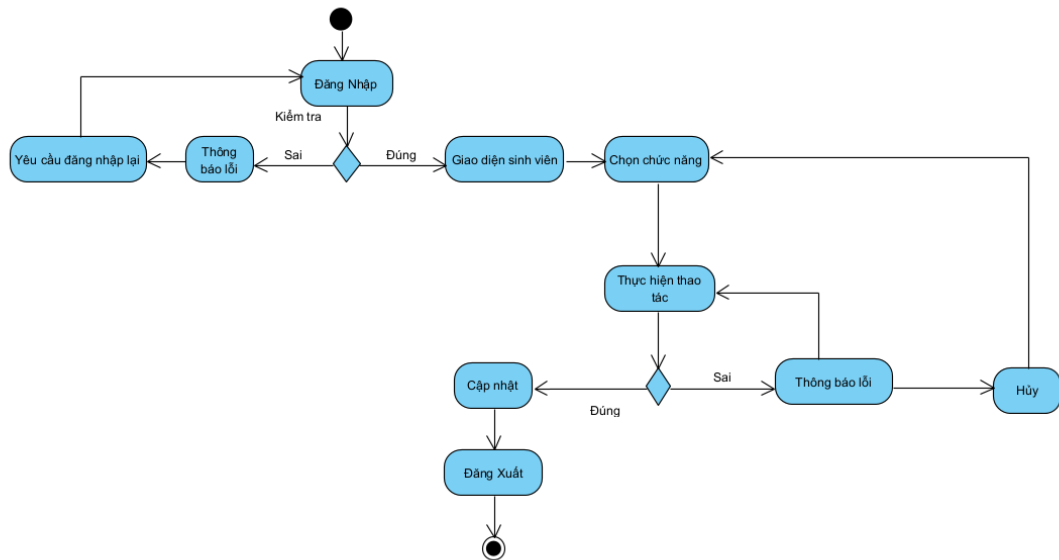 Đăng Nhập
Kiểm tra
Yêu cầu đăng nhập lại
Thông
báo lỗi
Sai
Đúng
Giao diện sinh viên
Chọn chức năng
Thực hiện thao
tác
Cập nhật
Đúng
Sai
Thông báo lỗi
Hủy
Đăng Xuất